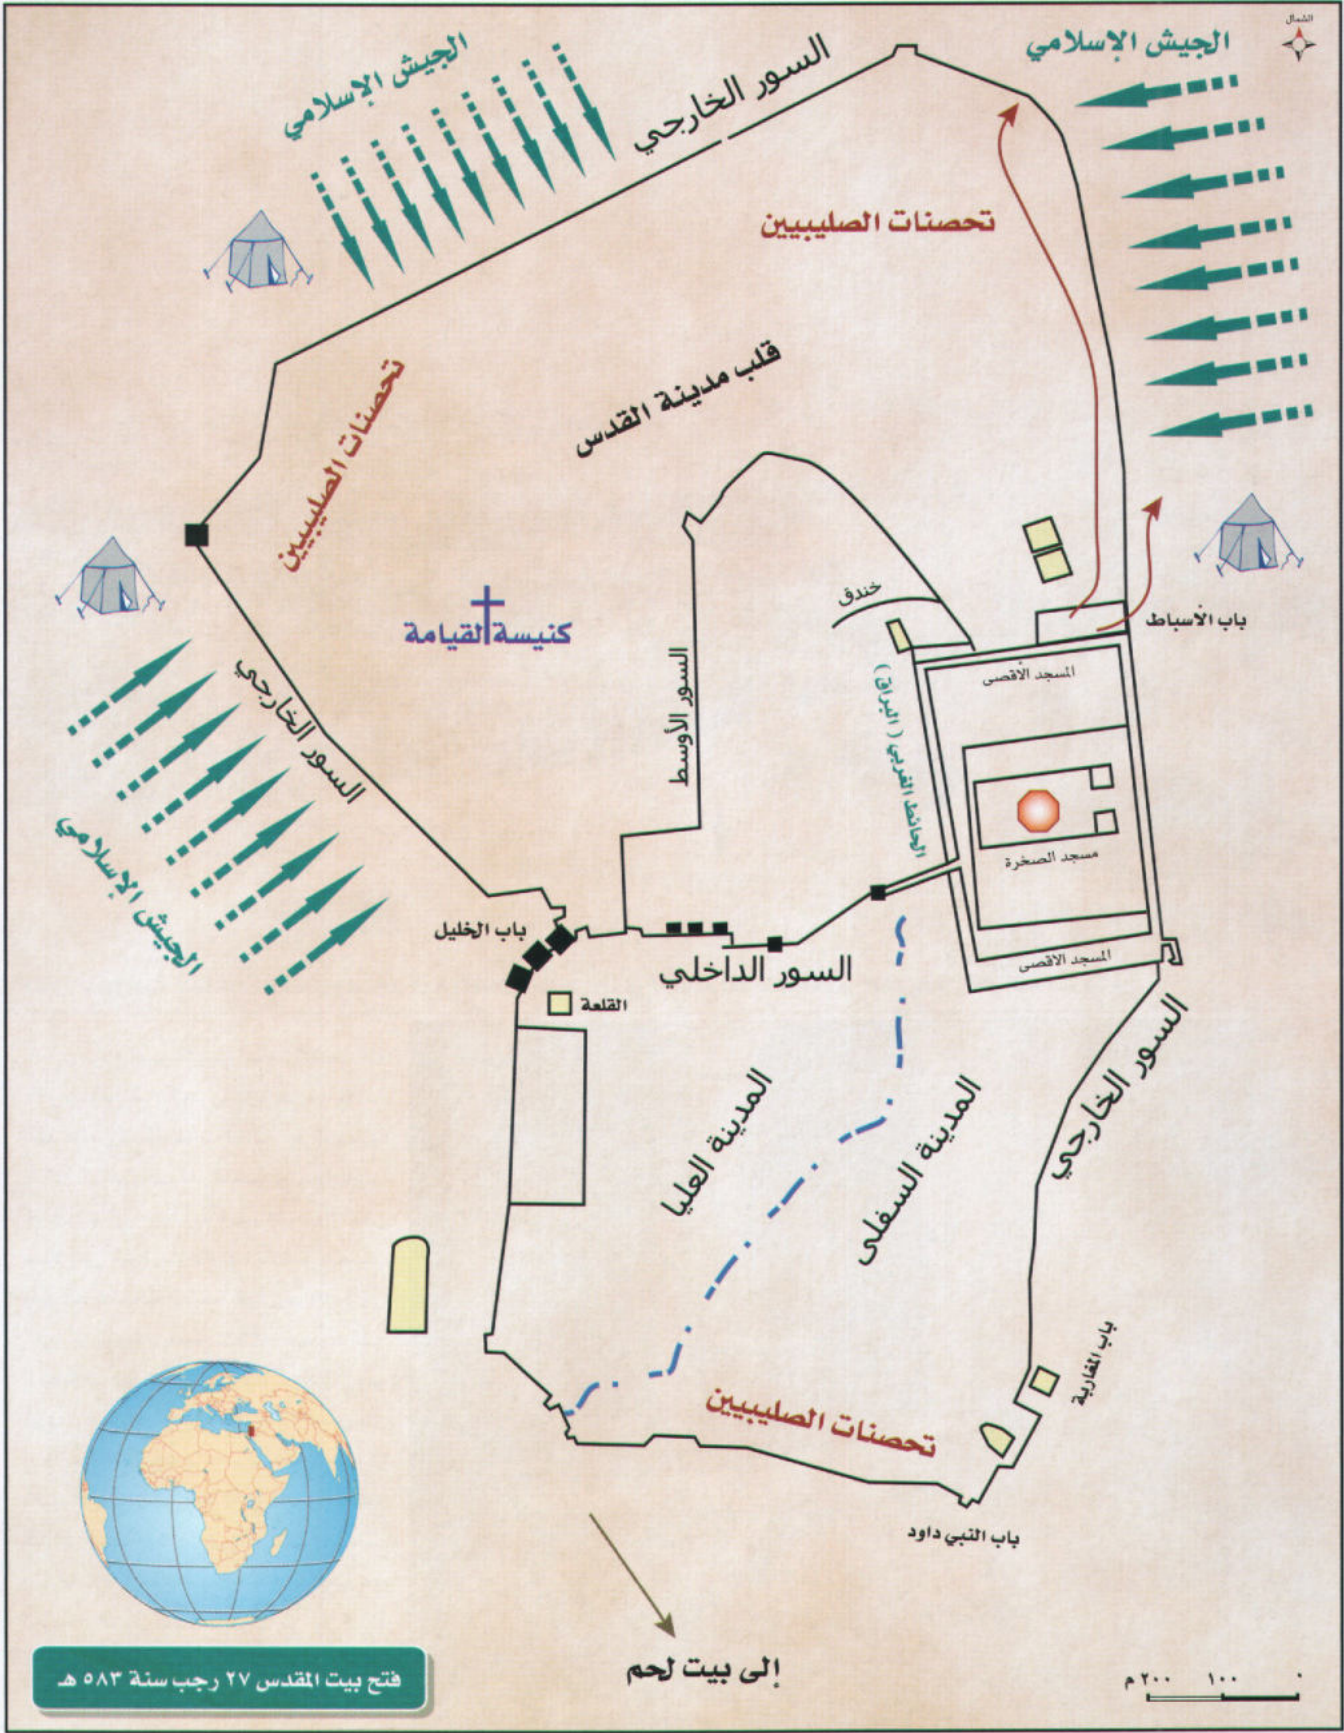 الشمال
الجيش الإسلامي
السور الخارجي
الجيش الإسلامي
تحصنات الصليبيين
قلب مدينة القدس
تحصنات الصليبيين
خندق
باب الأسباط
كنيسة القيامة
السور الأوسط
المسجد الأقصى
الحائط الغربي (البراق)
السور الخارجي
مسجد الصخرة
الجيش الإسلامي
باب الخليل
السور الداخلي
المسجد الاقصى
القلعة
السور الخارجي
المدينة العليا
المدينة السفلى
باب المغاربة
تحصنات الصليبيين
باب النبي داود
إلى بيت لحم
فتح بيت المقدس ٢٧ رجب سنة ٥٨٣ هـ
٠ ١٠٠ ٢٠٠ م